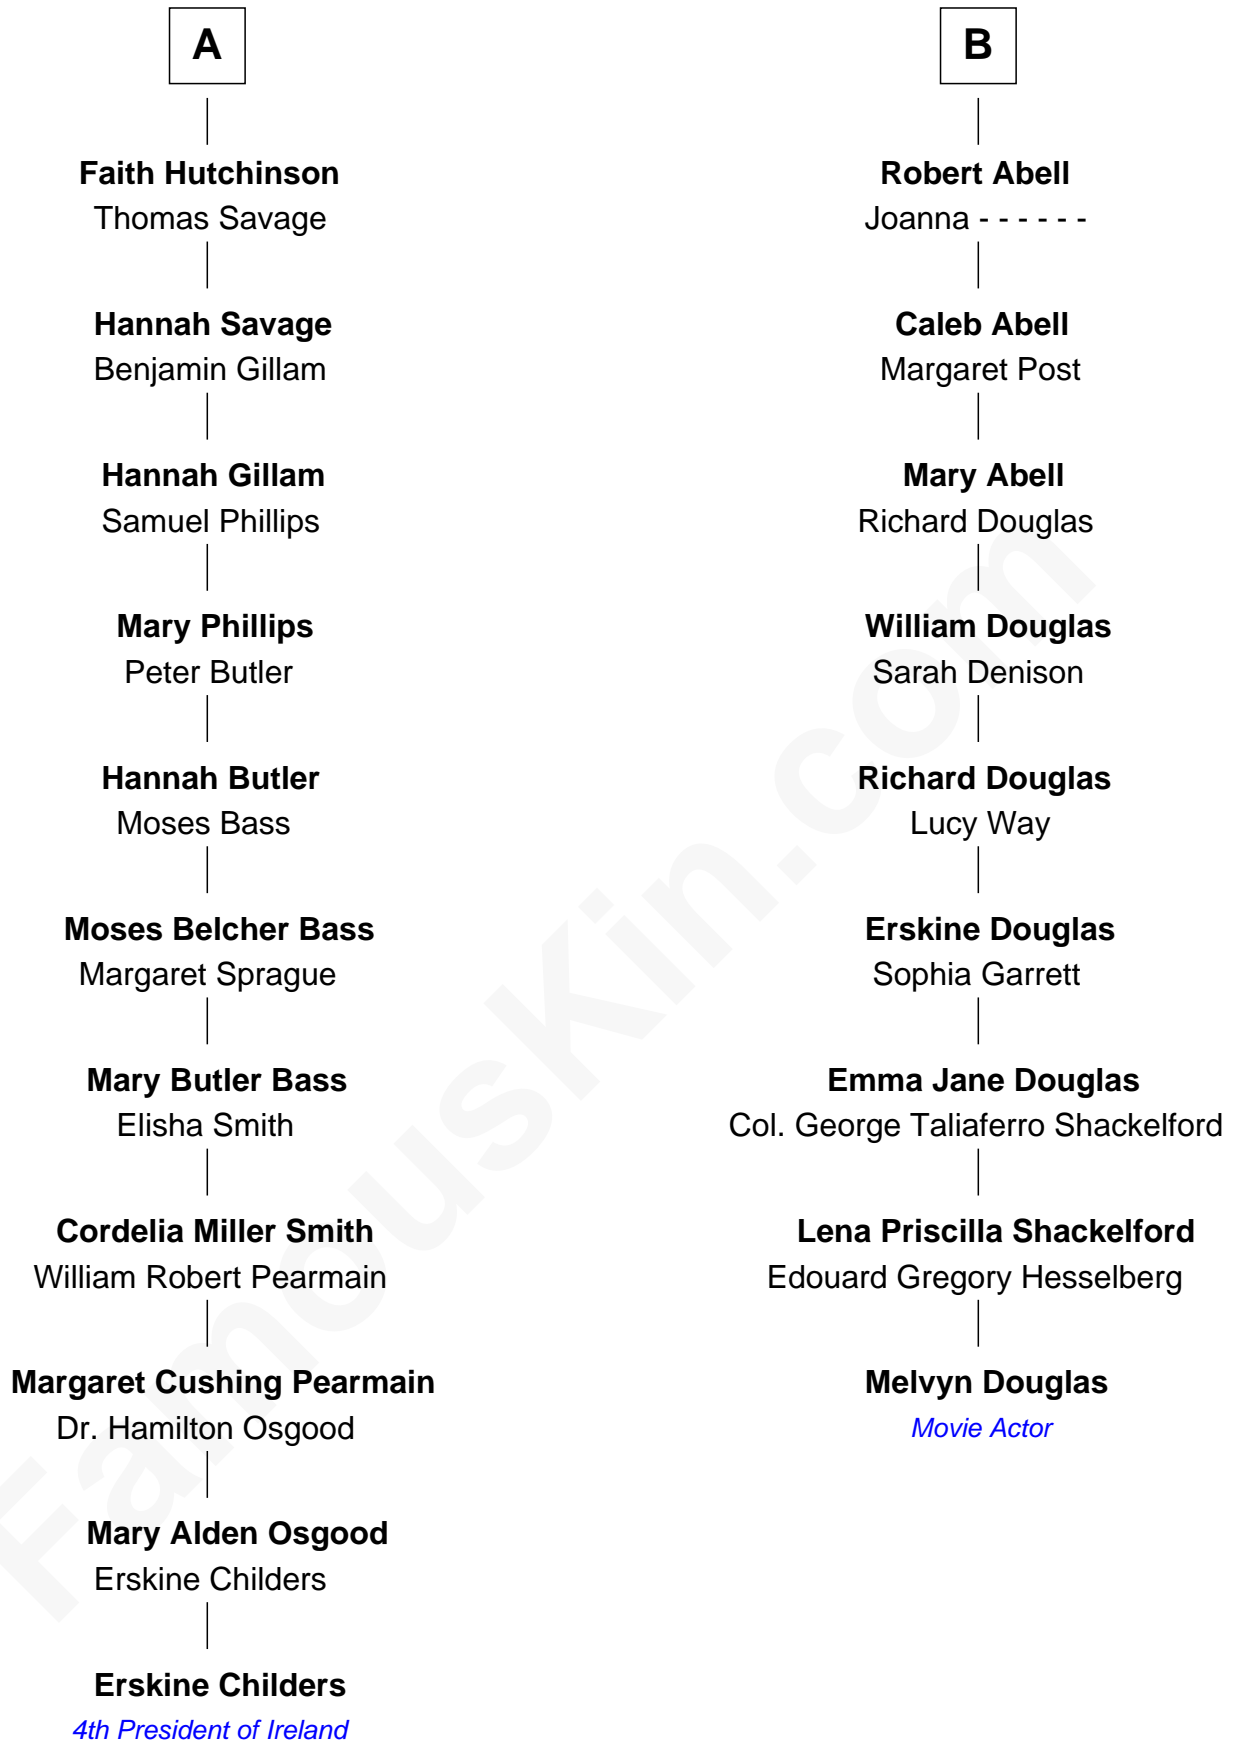 A
Faith Hutchinson
Thomas Savage
Hannah Savage
Benjamin Gillam
Hannah Gillam
Samuel Phillips
Mary Phillips
Peter Butler
Hannah Butler
Moses Bass
Moses Belcher Bass
Margaret Sprague
Mary Butler Bass
Elisha Smith
Cordelia Miller Smith
William Robert Pearmain
Margaret Cushing Pearmain
Dr. Hamilton Osgood
Mary Alden Osgood
Erskine Childers
Erskine Childers
4th President of Ireland
B
Robert Abell
Joanna - - - - - -
Caleb Abell
Margaret Post
Mary Abell
Richard Douglas
William Douglas
Sarah Denison
Richard Douglas
Lucy Way
Erskine Douglas
Sophia Garrett
Emma Jane Douglas
Col. George Taliaferro Shackelford
Lena Priscilla Shackelford
Edouard Gregory Hesselberg
Melvyn Douglas
Movie Actor
FamousKin.com